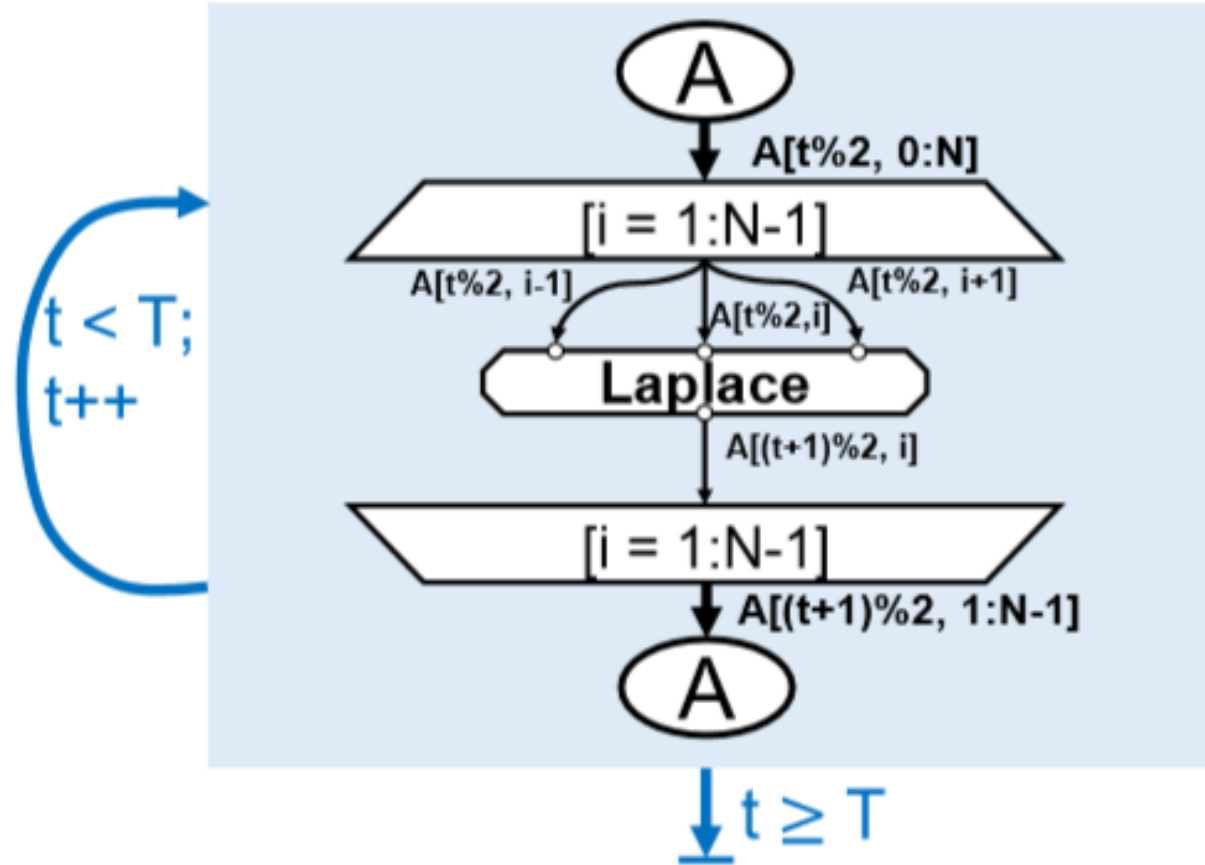 A
A[t%2, 0:N]
[i = 1:N-1]
A[t%2, i-1]
A[t%2, i+1]
A[t%2,i]
t < T;
t++
Laplace
A[(t+1)%2, i]
[i = 1:N-1]
A[(t+1)%2, 1:N-1]
A
t ≥ T